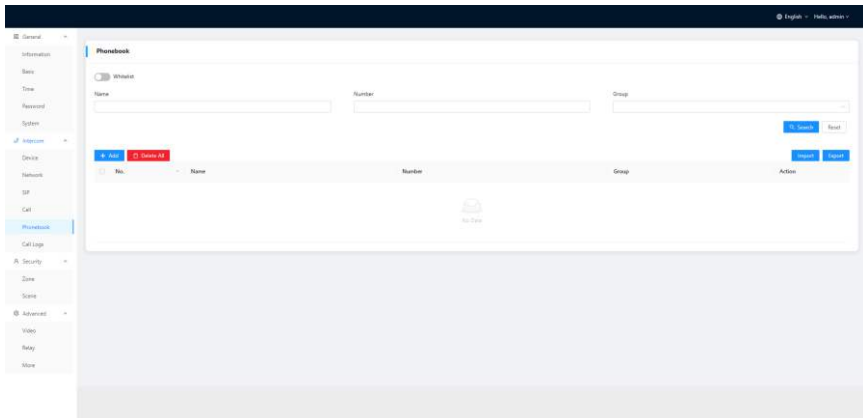 English Hello, admin
General
Information
Basic
Time
Password
System
Intercom
Device
Network
SIP
Call
Phonebook
Call Logs
Security
Zone
Scene
Advanced
Video
Relay
More
Phonebook
Whitelist
Name Number Group
Search Reset
+ Add Delete All Import Export
No. Name Number Group Action
No Data